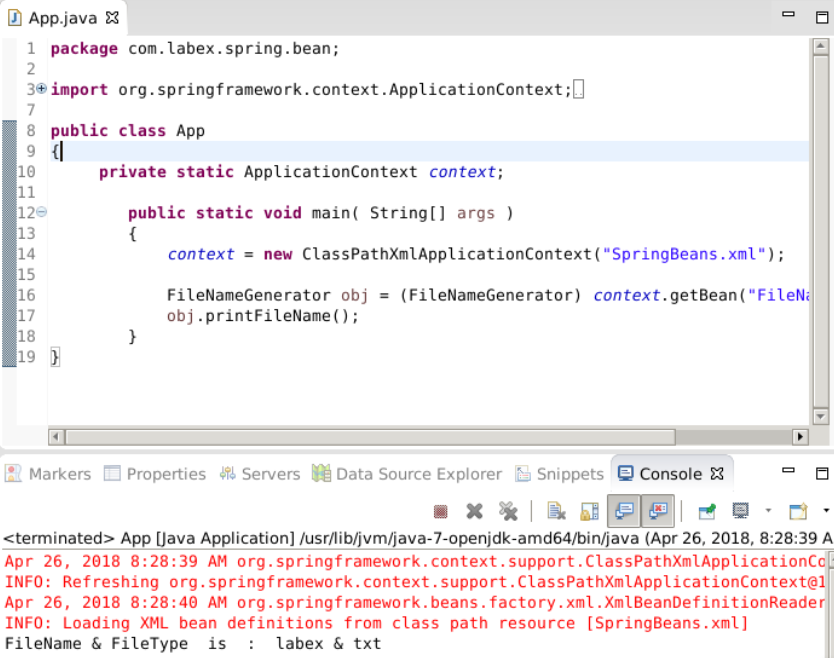 App.java
1 package com.labex.spring.bean;
2
3 import org.springframework.context.ApplicationContext;
7
8 public class App
9 {
10 private static ApplicationContext context;
11
12 public static void main( String[] args )
13 {
14 context = new ClassPathXmlApplicationContext("SpringBeans.xml");
15
16 FileNameGenerator obj = (FileNameGenerator) context.getBean("FileNa
17 obj.printFileName();
18 }
19 }
Markers Properties Servers Data Source Explorer Snippets Console
<terminated> App [Java Application] /usr/lib/jvm/java-7-openjdk-amd64/bin/java (Apr 26, 2018, 8:28:39 A
Apr 26, 2018 8:28:39 AM org.springframework.context.support.ClassPathXmlApplicationCo
INFO: Refreshing org.springframework.context.support.ClassPathXmlApplicationContext@1
Apr 26, 2018 8:28:40 AM org.springframework.beans.factory.xml.XmlBeanDefinitionReader
INFO: Loading XML bean definitions from class path resource [SpringBeans.xml]
FileName & FileType is : labex & txt